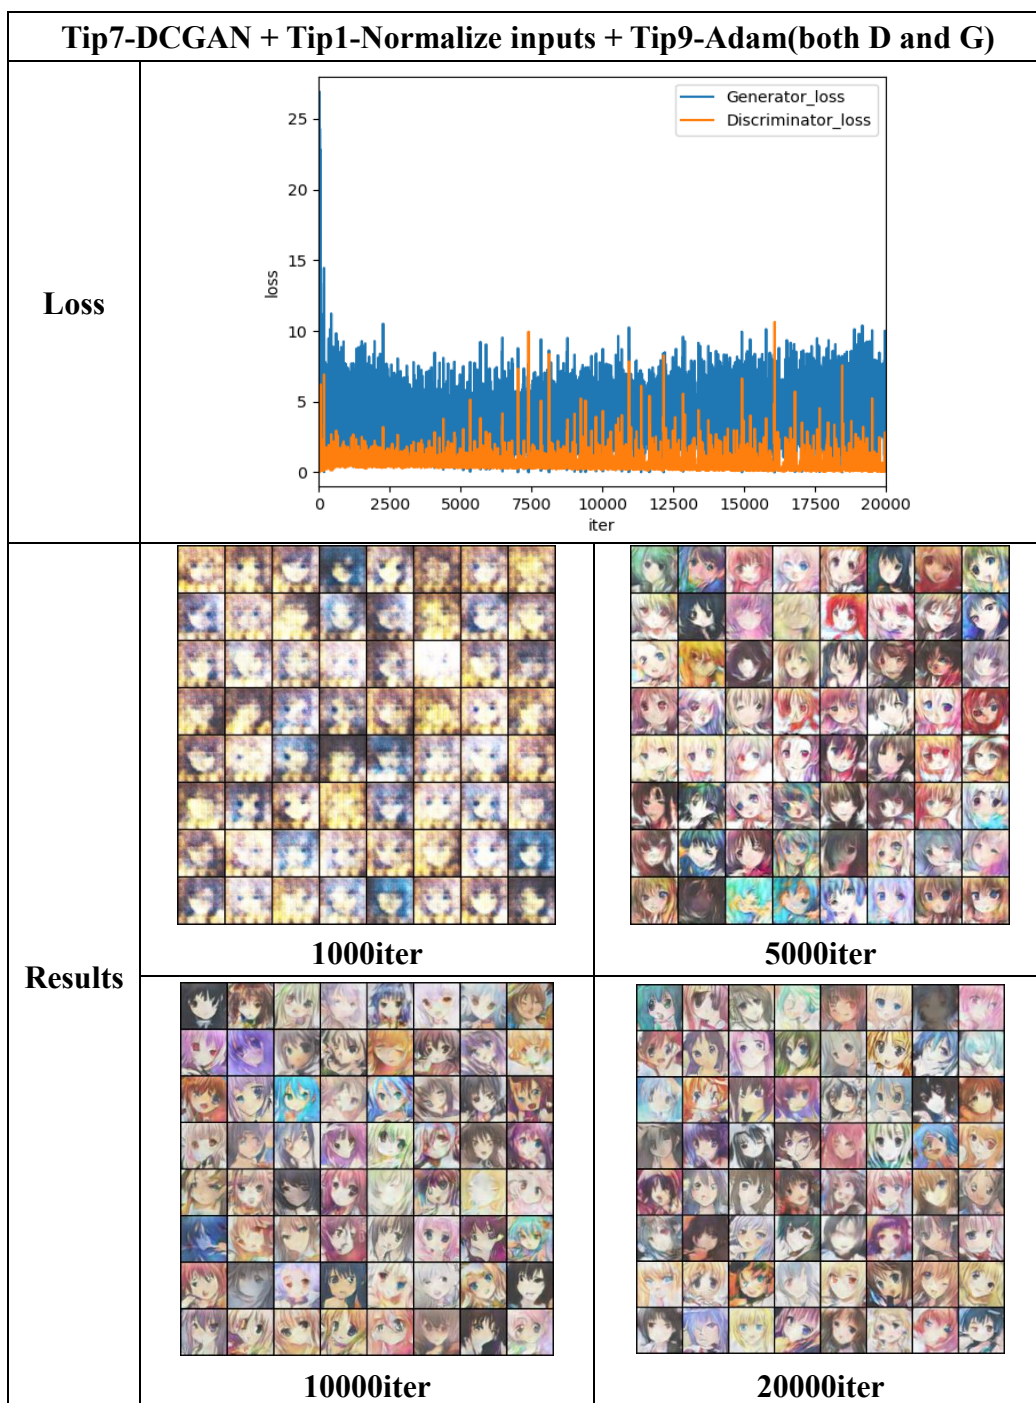 Tip7-DCGAN + Tip1-Normalize inputs + Tip9-Adam(both D and G)
Loss
Generator_loss
Discriminator_loss
25
20
15
10
5
0
loss
0 2500 5000 7500 10000 12500 15000 17500 20000
iter
Results
1000iter 5000iter
10000iter 20000iter